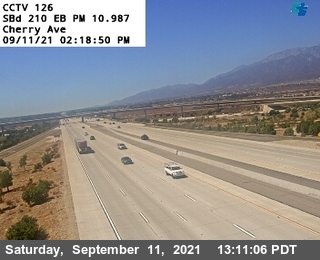 CCTV 126
SBd 210 EB PM 10.987
Cherry Ave
09/11/21 02:18:50 PM
Saturday, September 11, 2021 13:11:06 PDT